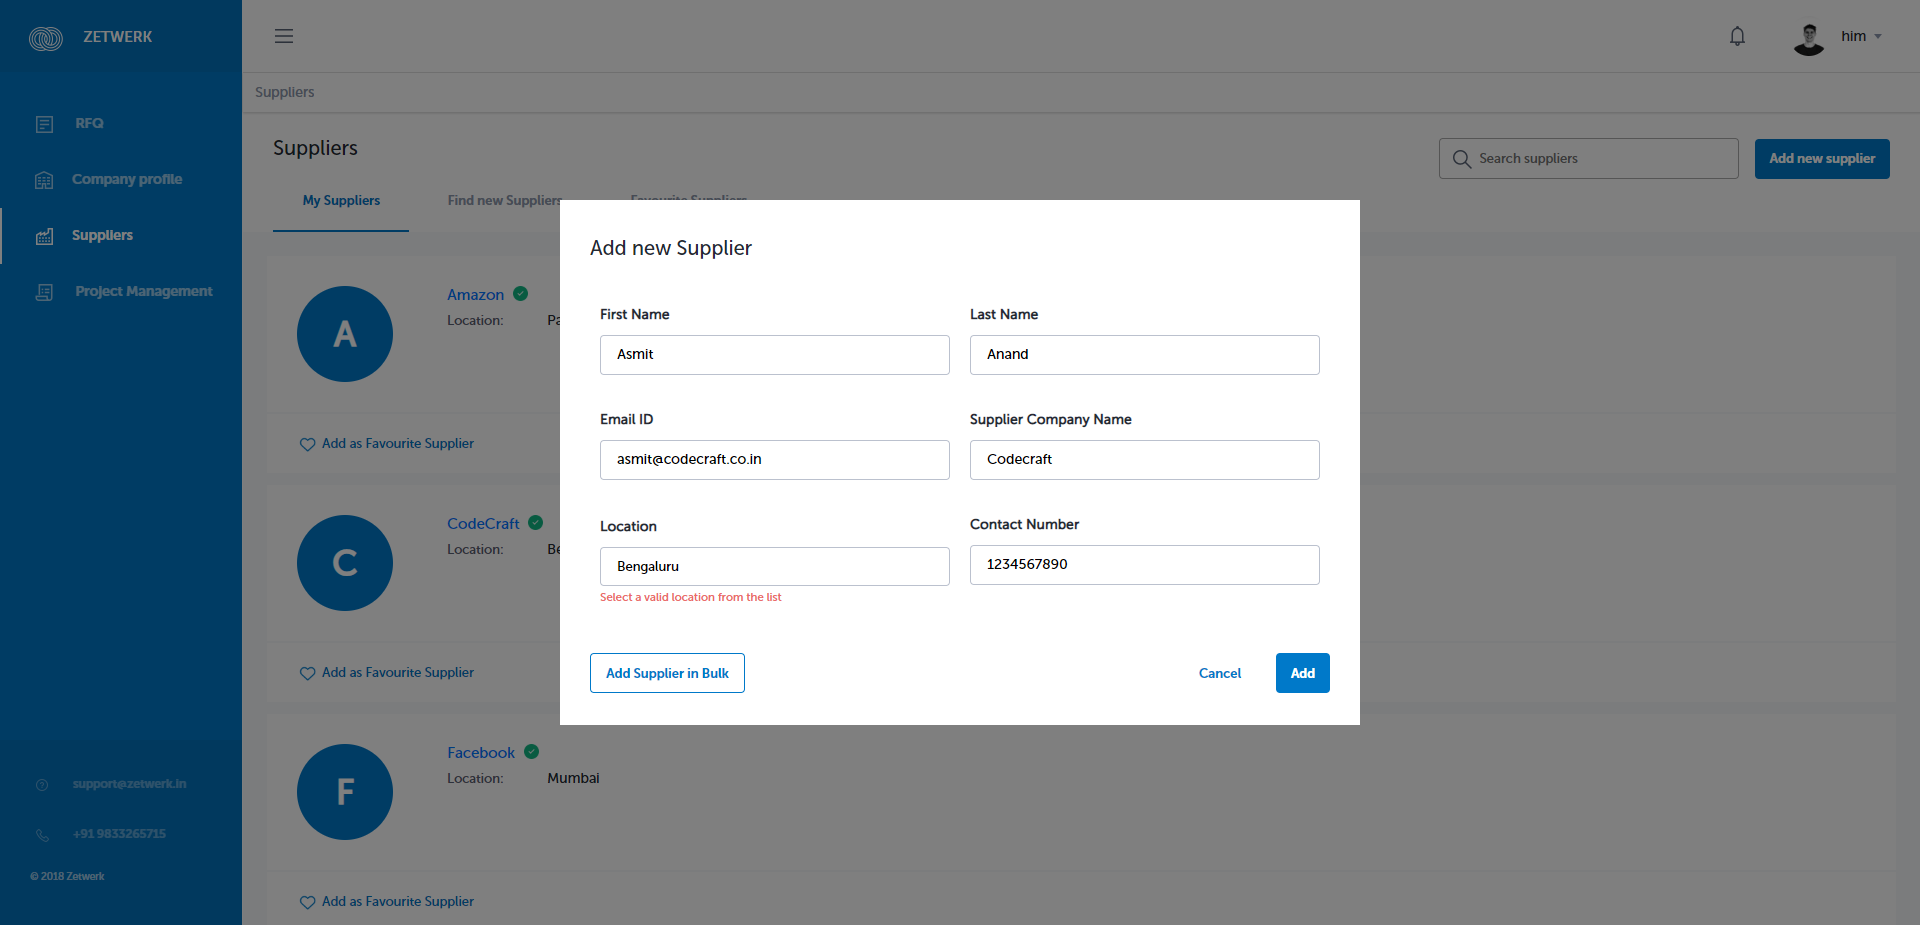 ZETWERK
him
Suppliers
RFQ
Company profile
Suppliers
Project Management
support@zetwerk.in
+91 9833265715
© 2018 Zetwerk
Suppliers
Search suppliers
Add new supplier
My Suppliers
Find new Suppliers
Favourite Suppliers
A
Amazon
Location:
Add as Favourite Supplier
C
CodeCraft
Location:
Add as Favourite Supplier
F
Facebook
Location: Mumbai
Add as Favourite Supplier
Add new Supplier
First Name
Asmit
Last Name
Anand
Email ID
asmit@codecraft.co.in
Supplier Company Name
Codecraft
Location
Bengaluru
Select a valid location from the list
Contact Number
1234567890
Add Supplier in Bulk
Cancel
Add